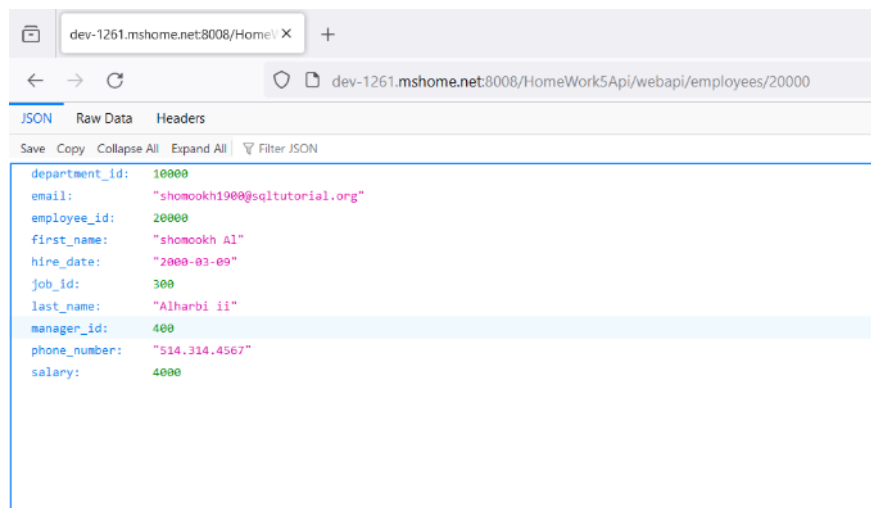 dev-1261.mshome.net:8008/HomeW
dev-1261.mshome.net:8008/HomeWork5Api/webapi/employees/20000
JSON Raw Data Headers
Save Copy Collapse All Expand All Filter JSON
department_id: 10000
email: "shomookh1900@sqltutorial.org"
employee_id: 20000
first_name: "shomookh Al"
hire_date: "2000-03-09"
job_id: 300
last_name: "Alharbi ii"
manager_id: 400
phone_number: "514.314.4567"
salary: 4000